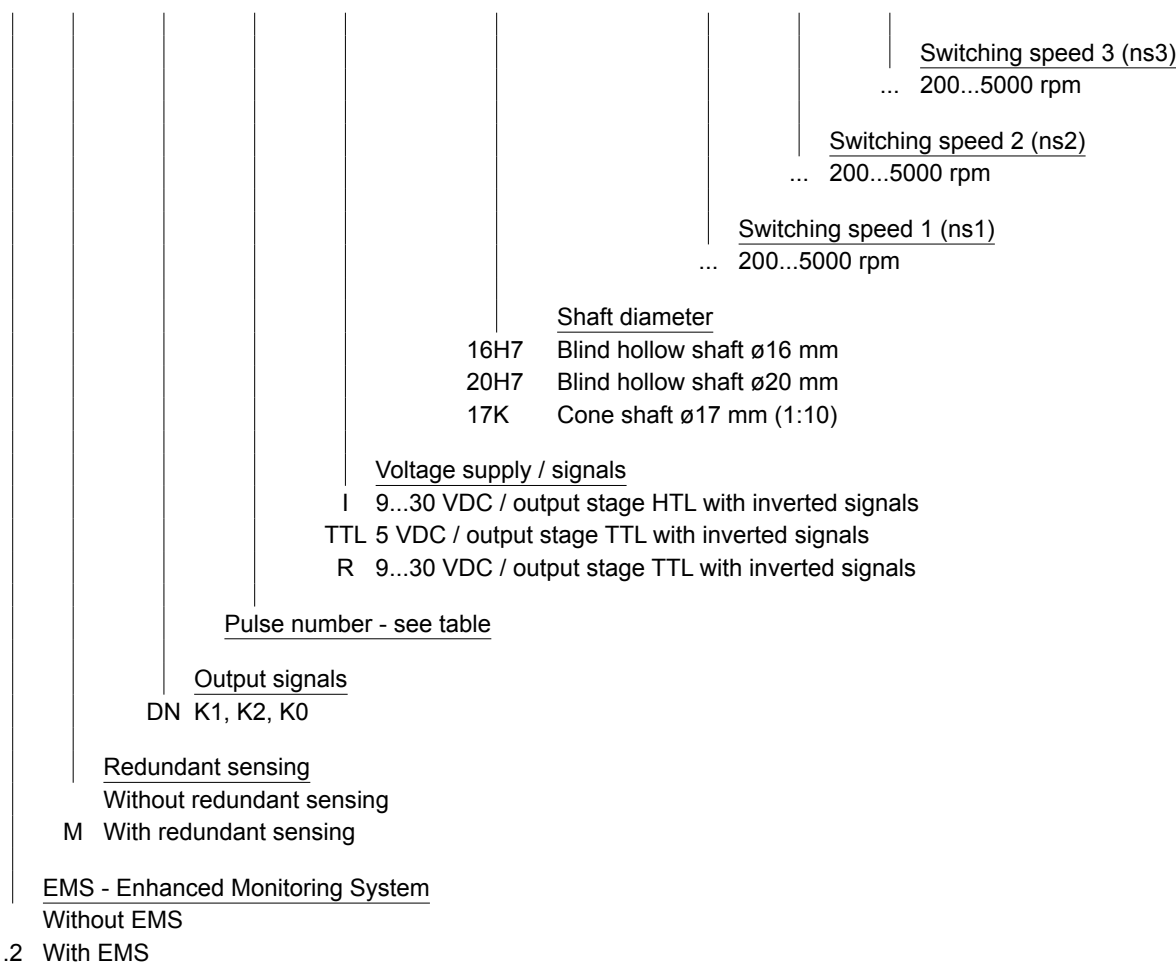 Switching speed 3 (ns3)
... 200...5000 rpm
Switching speed 2 (ns2)
... 200...5000 rpm
Switching speed 1 (ns1)
... 200...5000 rpm
Shaft diameter
16H7 Blind hollow shaft ø16 mm
20H7 Blind hollow shaft ø20 mm
17K Cone shaft ø17 mm (1:10)
Voltage supply / signals
I 9...30 VDC / output stage HTL with inverted signals
TTL 5 VDC / output stage TTL with inverted signals
R 9...30 VDC / output stage TTL with inverted signals
Pulse number - see table
Output signals
DN K1, K2, K0
Redundant sensing
Without redundant sensing
M With redundant sensing
EMS - Enhanced Monitoring System
Without EMS
.2 With EMS